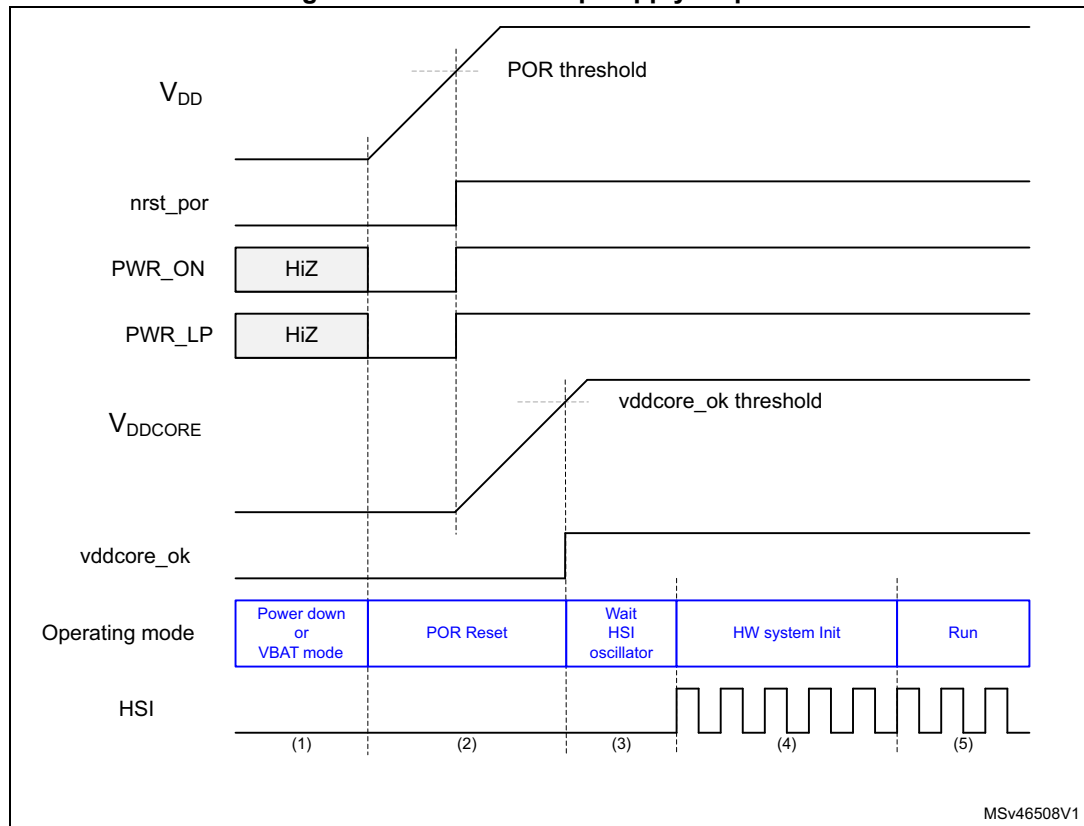 POR threshold
VDD
nrst_por
PWR_ON
HiZ
PWR_LP
HiZ
vddcore_ok threshold
VDDCORE
vddcore_ok
Operating mode
Power down
or
VBAT mode
POR Reset
Wait
HSI
oscillator
HW system Init
Run
HSI
(1)
(2)
(3)
(4)
(5)
MSv46508V1